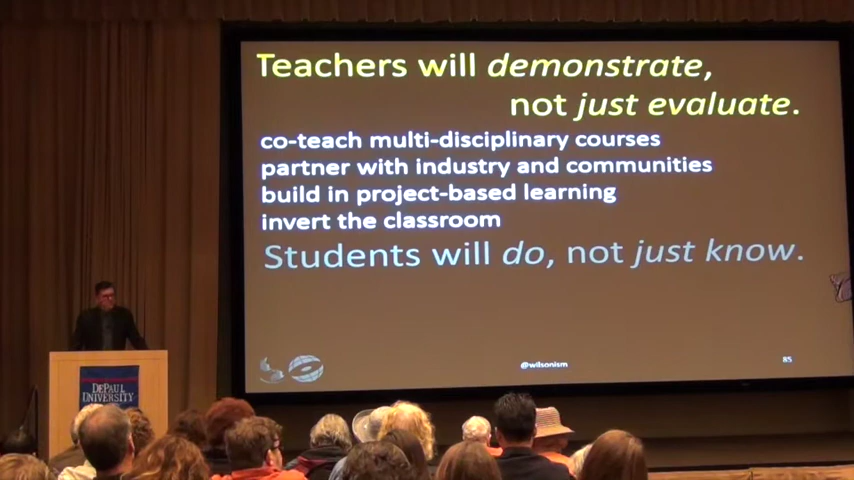 Teachers will demonstrate,
not just evaluate.
co-teach multi-disciplinary courses
partner with industry and communities
build in project-based learning
invert the classroom
Students will do, not just know.
@wilsonism
85
DEPAUL
UNIVERSITY